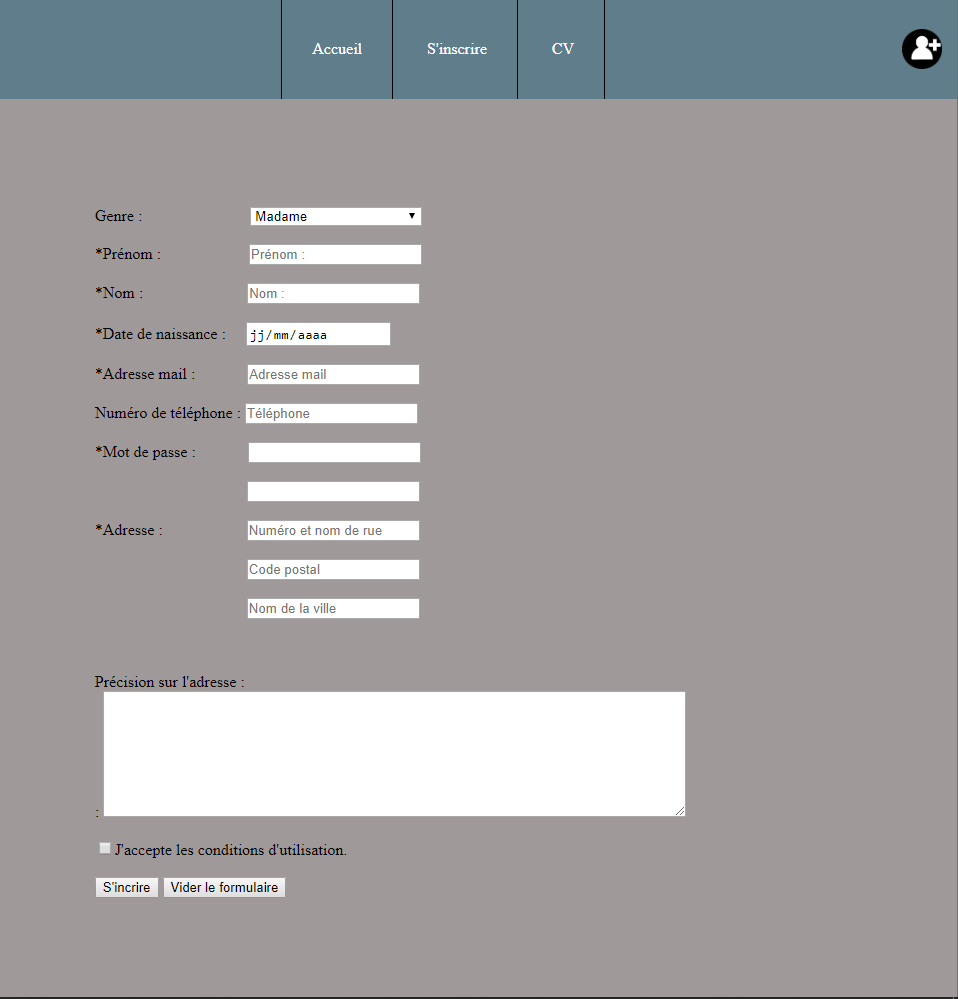 Accueil S'inscrire CV
Genre : Madame
*Prénom : Prénom :
*Nom : Nom :
*Date de naissance : jj/mm/aaaa
*Adresse mail : Adresse mail
Numéro de téléphone : Téléphone
*Mot de passe :
*Adresse : Numéro et nom de rue
Code postal
Nom de la ville
Précision sur l'adresse :
:
J'accepte les conditions d'utilisation.
S'incrire Vider le formulaire